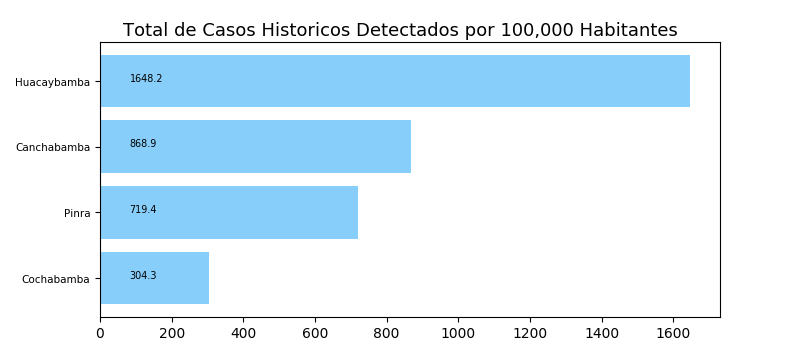 Total de Casos Historicos Detectados por 100,000 Habitantes
Huacaybamba 1648.2
Canchabamba 868.9
Pinra 719.4
Cochabamba 304.3
0 200 400 600 800 1000 1200 1400 1600